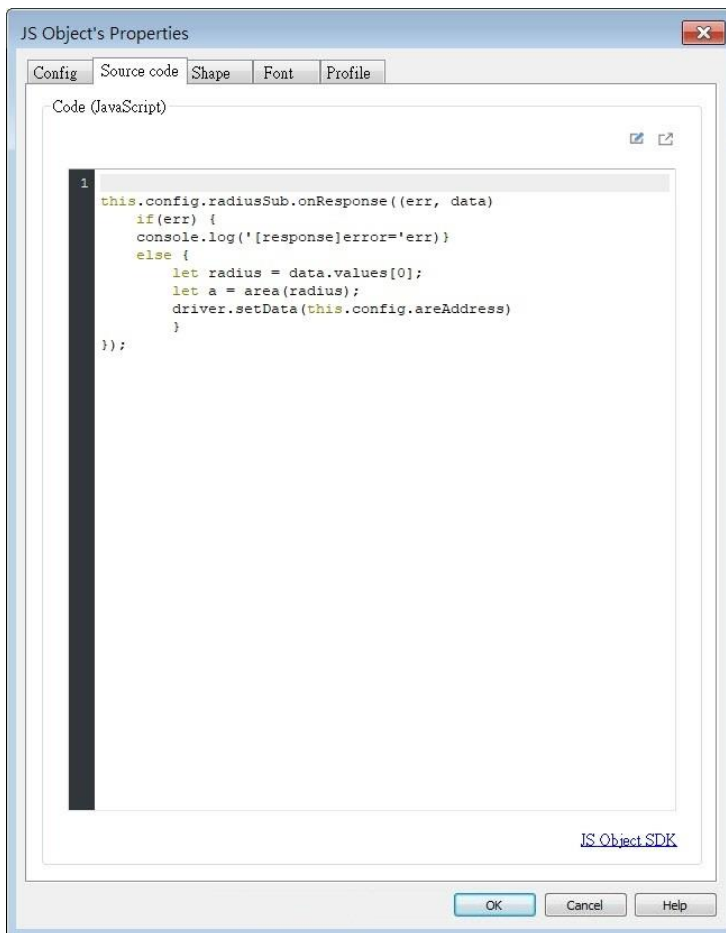 JS Object's Properties
Config Source code Shape Font Profile
Code (JavaScript)
1
this.config.radiusSub.onResponse((err, data)
    if(err) {
    console.log('[response]error='err)}
    else {
        let radius = data.values[0];
        let a = area(radius);
        driver.setData(this.config.areAddress)
        }
});
JS Object SDK
OK Cancel Help